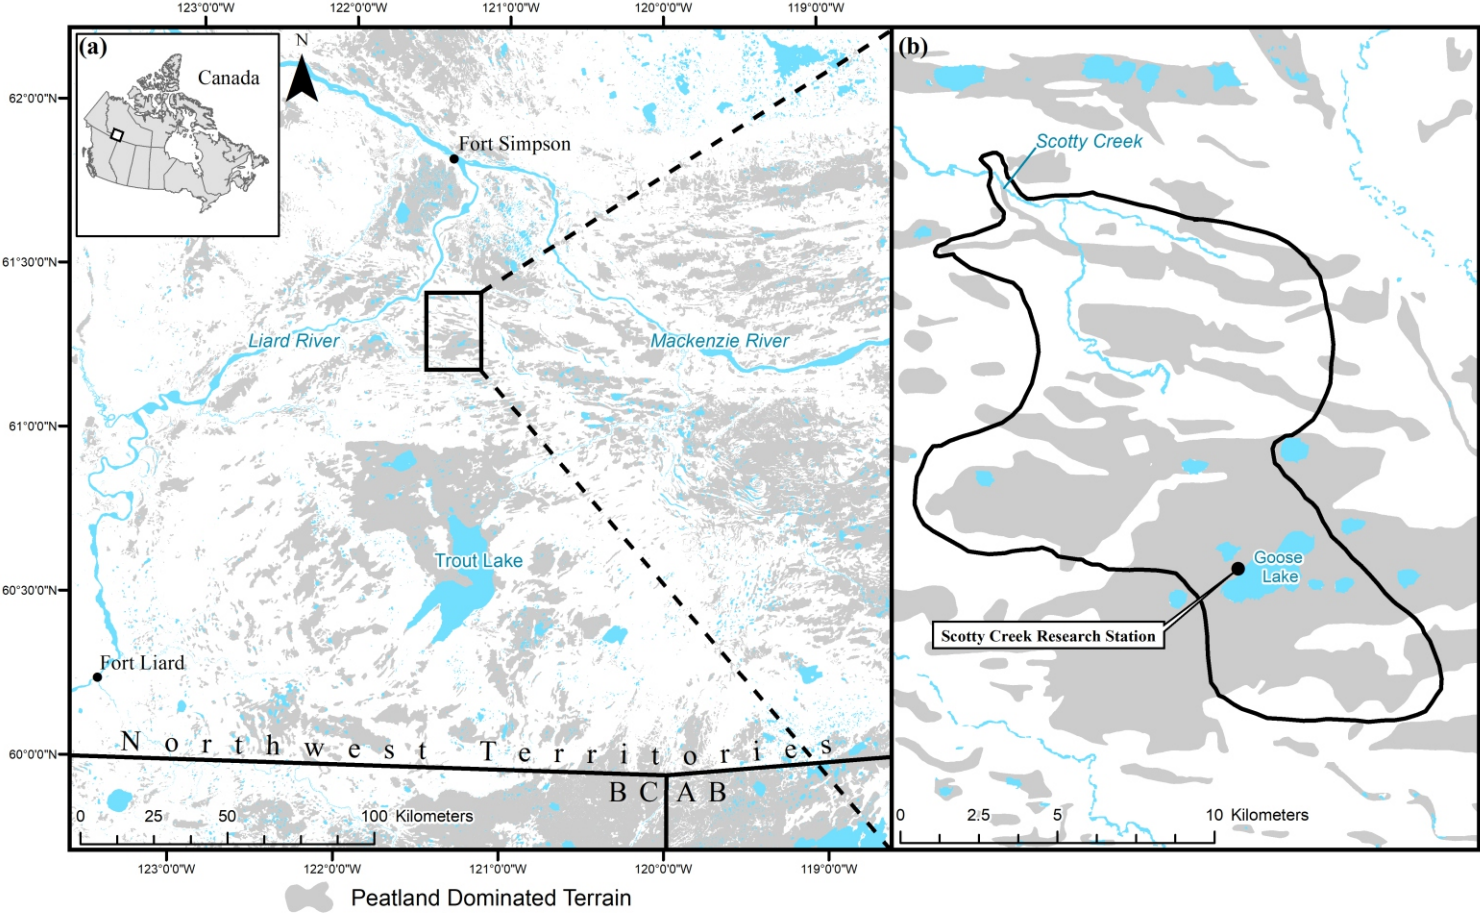 123°0'0"W 122°0'0"W 121°0'0"W 120°0'0"W 119°0'0"W
(a)
Canada
N
62°0'0"N
Fort Simpson
61°30'0"N
Liard River
Mackenzie River
61°0'0"N
Trout Lake
60°30'0"N
Fort Liard
Northwest Territories
60°0'0"N
BC AB
0 25 50 100 Kilometers
123°0'0"W 122°0'0"W 121°0'0"W 120°0'0"W 119°0'0"W
(b)
Scotty Creek
Goose
Lake
Scotty Creek Research Station
0 2.5 5 10 Kilometers
Peatland Dominated Terrain